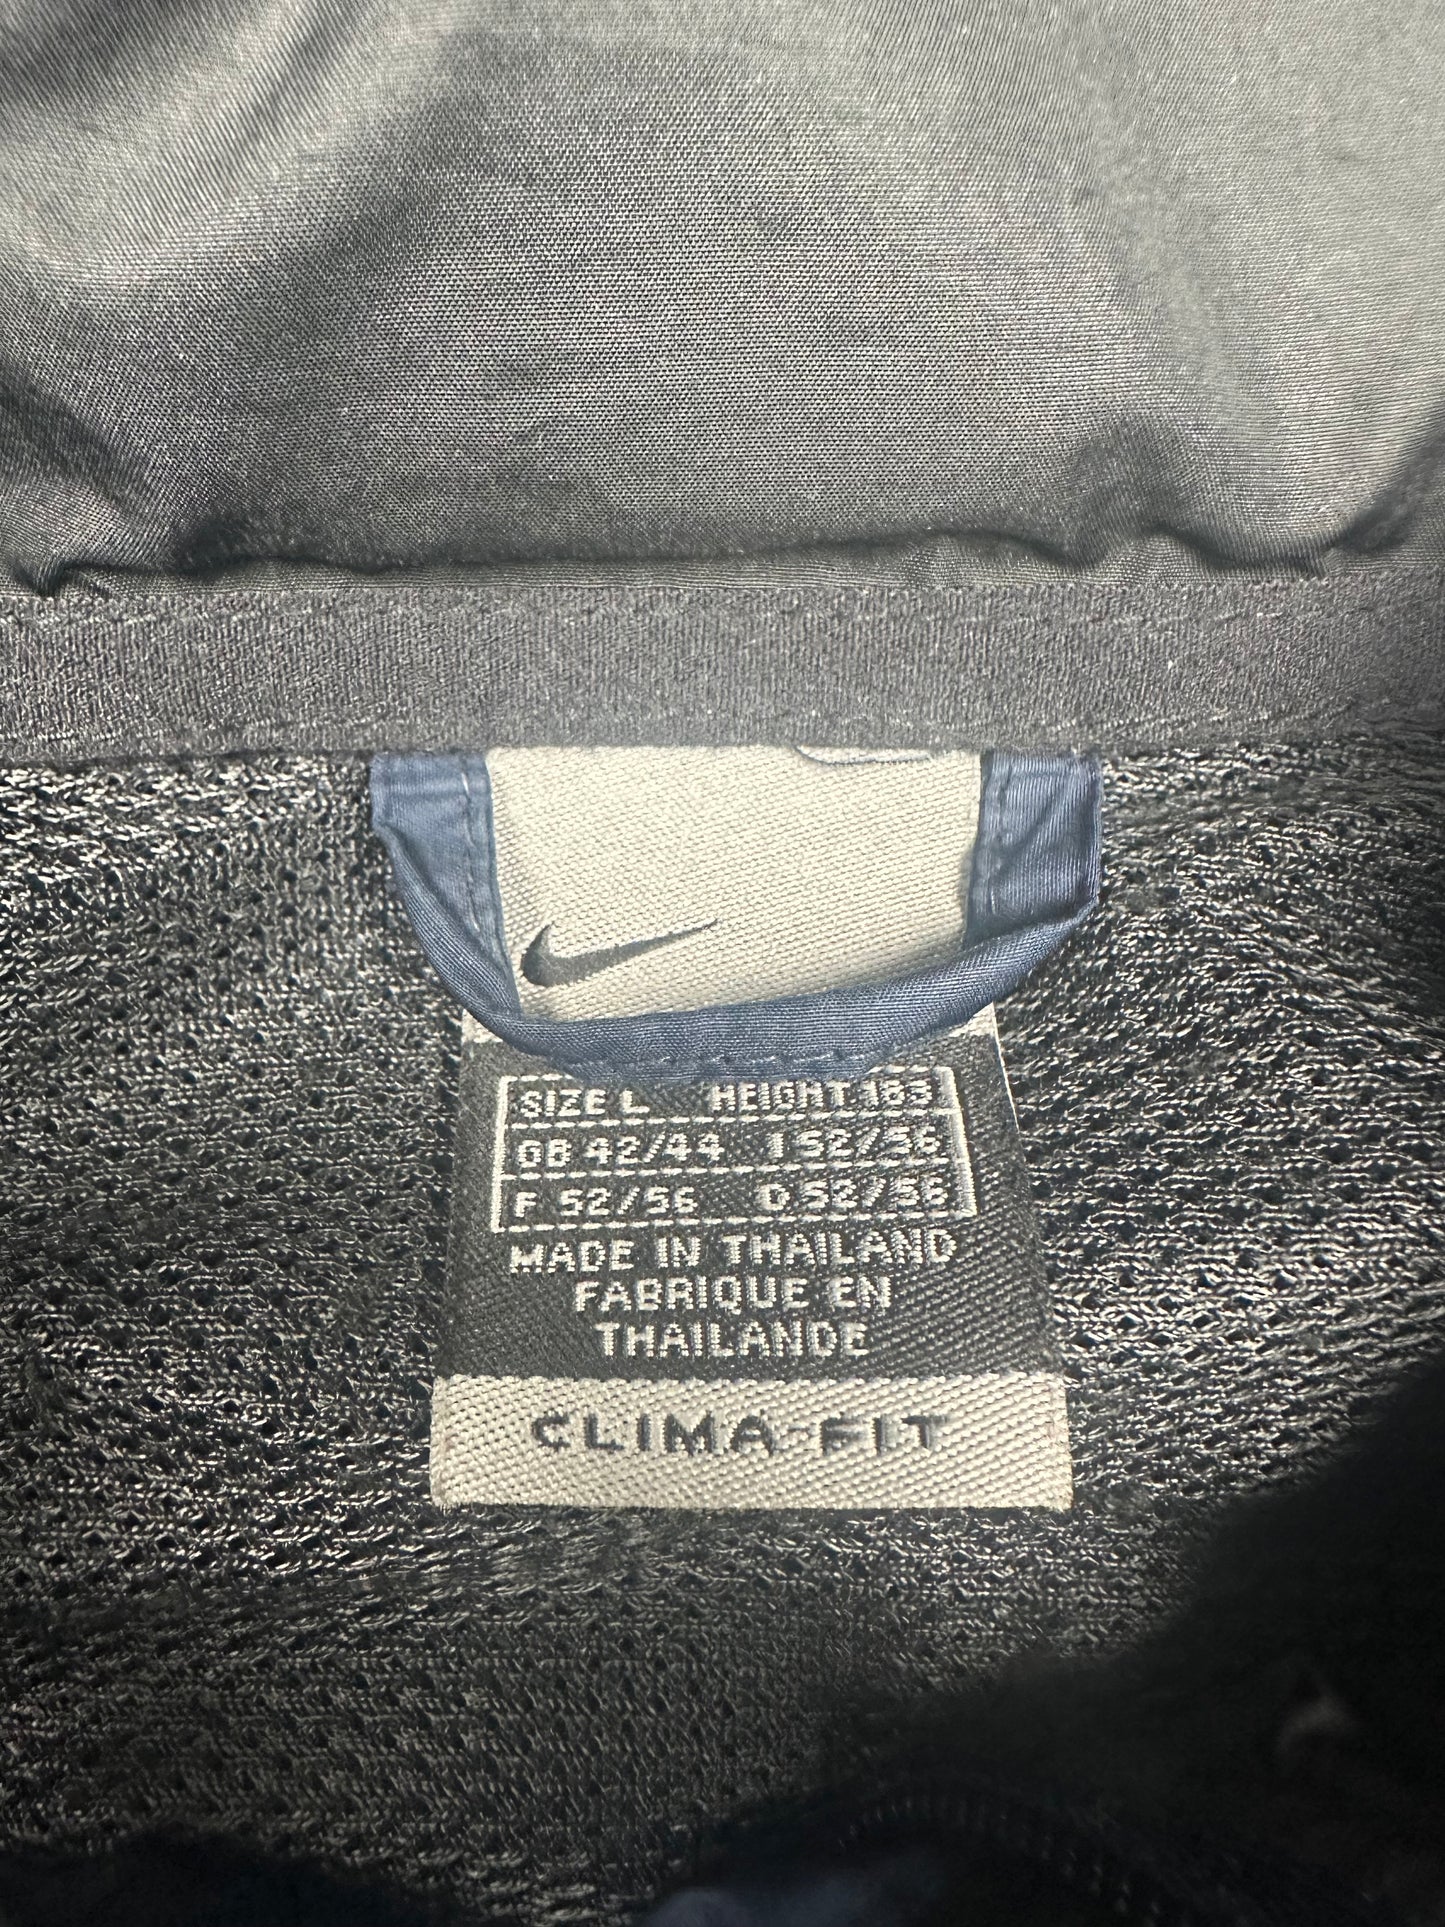 SIZE L HEIGHT 183
GB 42/44 I 52/56
F 52/56 D 52/56
MADE IN THAILAND
FABRIQUE EN
THAILANDE
CLIMA-FIT